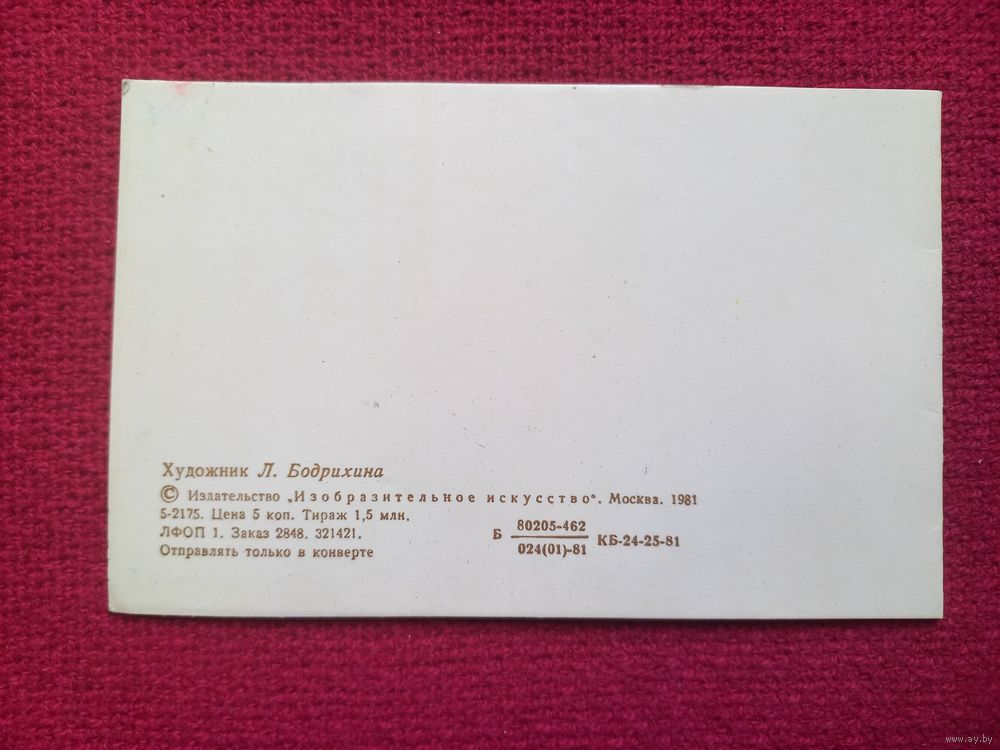 Художник Л. Бодрихина
© Издательство „Изобразительное искусство". Москва. 1981
5-2175. Цена 5 коп. Тираж 1,5 млн.
ЛФОП 1. Заказ 2848. 321421.
Отправлять только в конверте
Б 80205-462 / 024(01)-81 КБ-24-25-81
www.ay.by